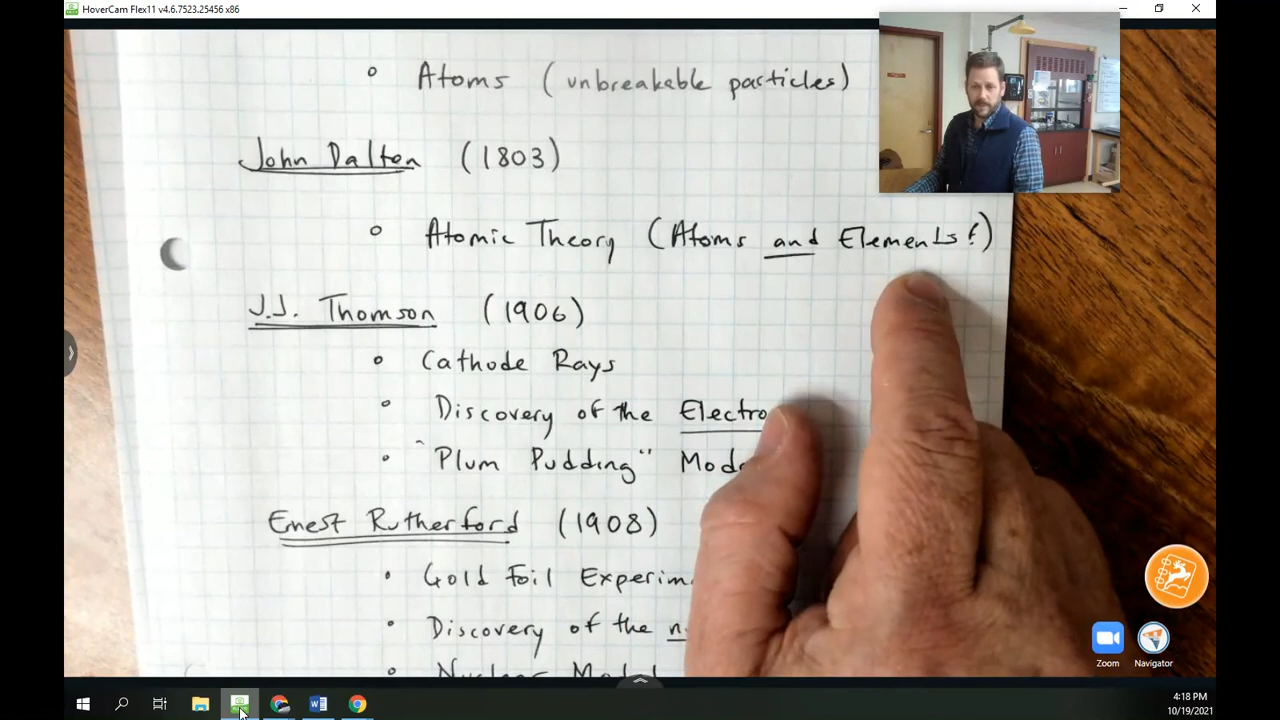 HoverCam Flex11 v4.6.7523.25456 x86
Atoms (unbreakable particles)
John Dalton (1803)
Atomic Theory (Atoms and Elements!)
J.J. Thomson (1906)
Cathode Rays
Discovery of the Electro
"Plum Pudding" Mod
Ernest Rutherford (1908)
Gold Foil Experim
Discovery of the n
Nuclear Model
Zoom
Navigator
4:18 PM
10/19/2021